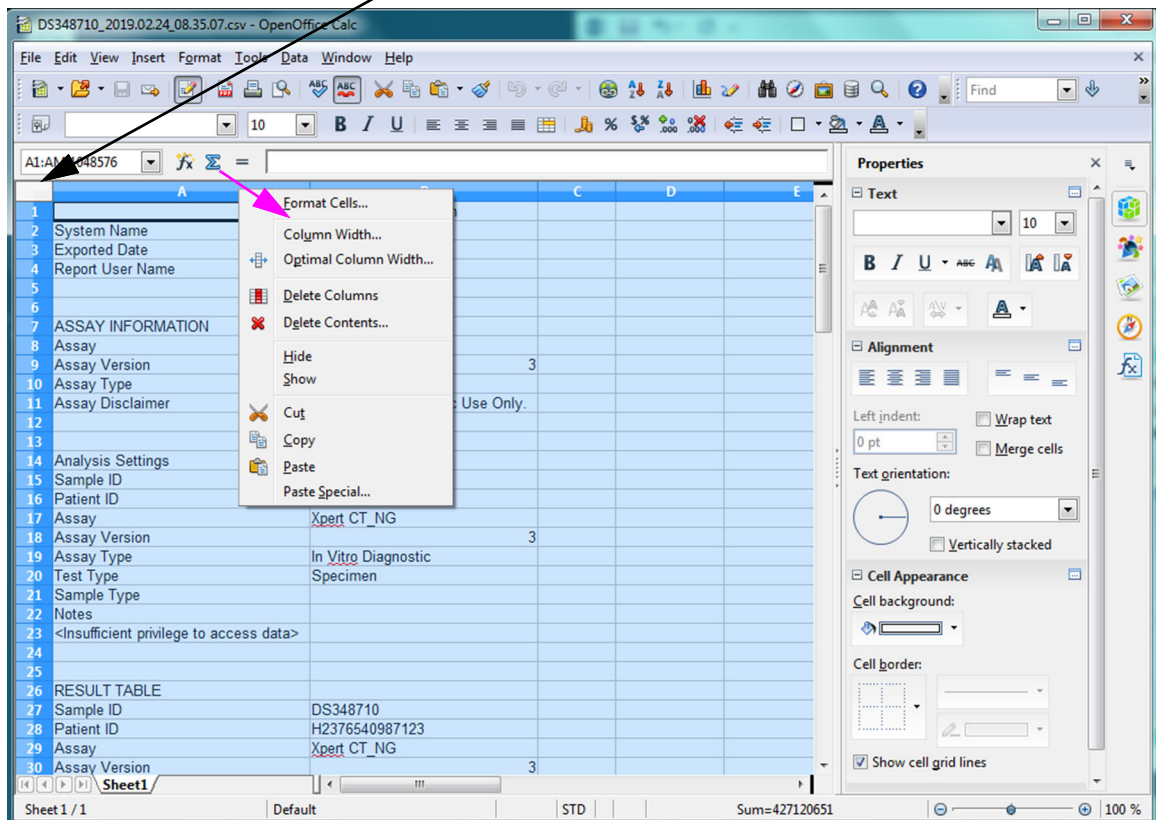 DS348710_2019.02.24_08.35.07.csv - OpenOffice Calc
File Edit View Insert Format Tools Data Window Help
Find
10 B I U
A1:AM1048576
A B C D E
1
2 System Name
3 Exported Date
4 Report User Name
5
6
7 ASSAY INFORMATION
8 Assay
9 Assay Version 3
10 Assay Type
11 Assay Disclaimer Use Only.
12
13
14 Analysis Settings
15 Sample ID
16 Patient ID
17 Assay Xpert CT_NG
18 Assay Version 3
19 Assay Type In Vitro Diagnostic
20 Test Type Specimen
21 Sample Type
22 Notes
23 <Insufficient privilege to access data>
24
25
26 RESULT TABLE
27 Sample ID DS348710
28 Patient ID H2376540987123
29 Assay Xpert CT_NG
30 Assay Version 3
Format Cells...
Column Width...
Optimal Column Width...
Delete Columns
Delete Contents...
Hide
Show
Cut
Copy
Paste
Paste Special...
Properties
Text
10
B I U ABC
Alignment
Left indent:
0 pt
Wrap text
Merge cells
Text orientation:
0 degrees
Vertically stacked
Cell Appearance
Cell background:
Cell border:
Show cell grid lines
Sheet1
Sheet 1 / 1 Default STD Sum=427120651 100 %